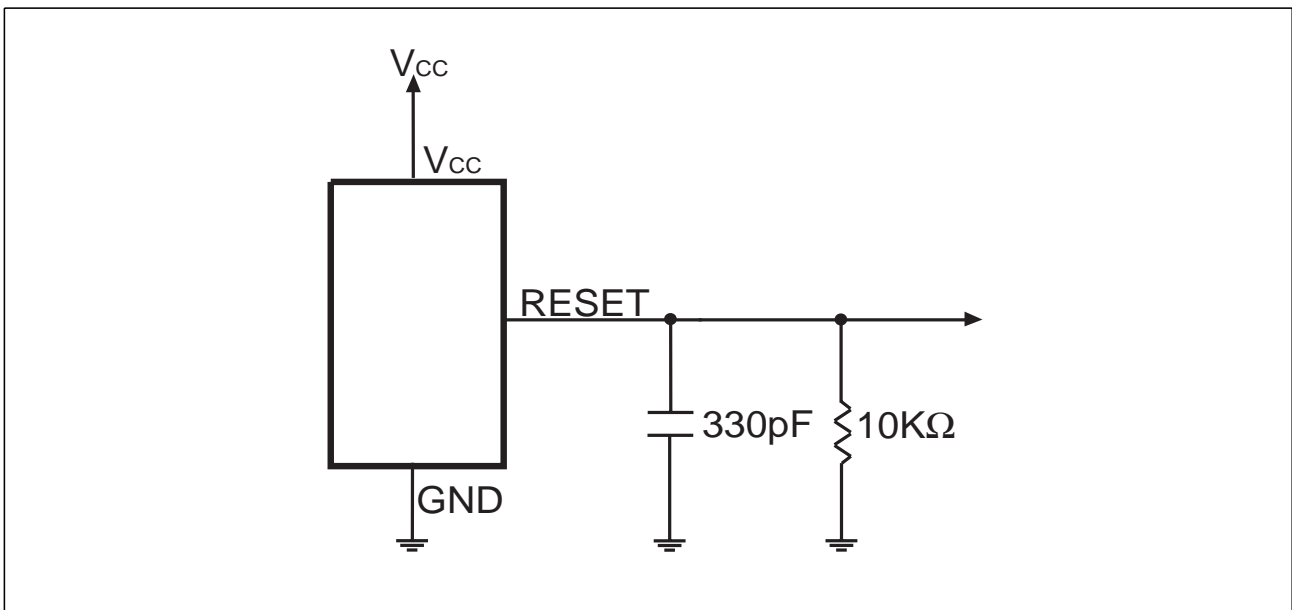 VCC
VCC
RESET
330pF
10KΩ
GND